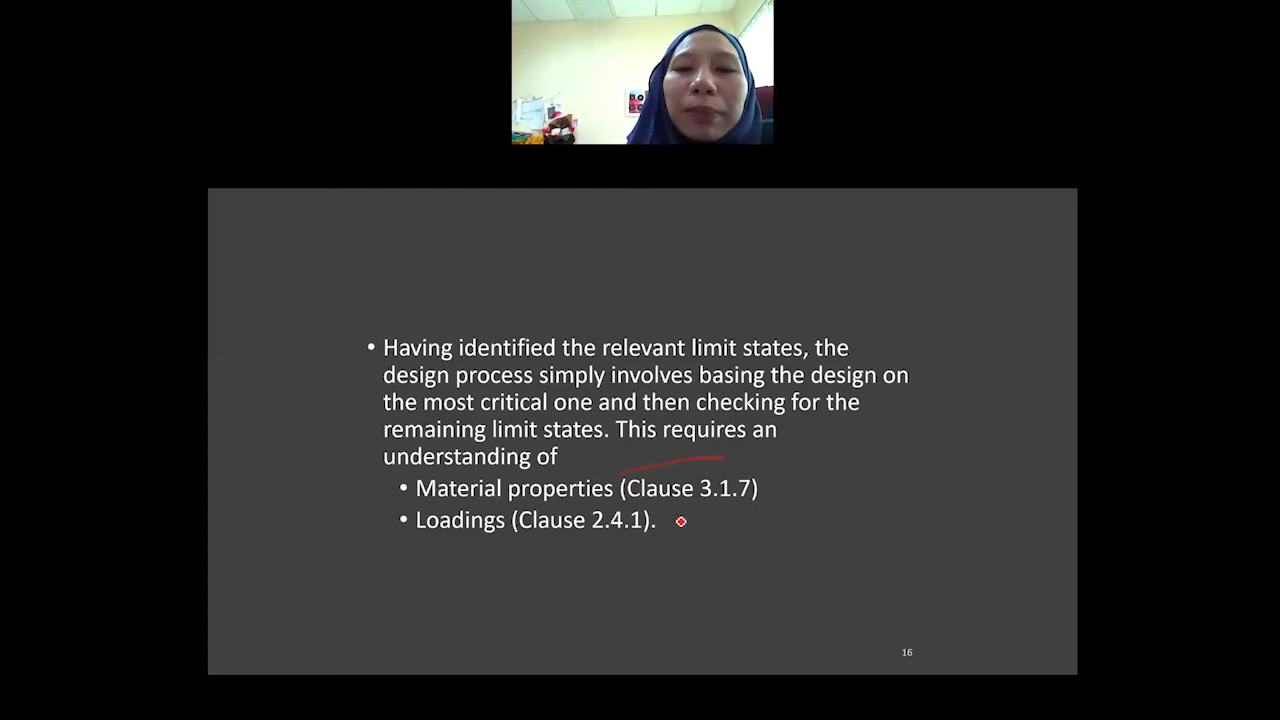 • Having identified the relevant limit states, the
design process simply involves basing the design on
the most critical one and then checking for the
remaining limit states. This requires an
understanding of
• Material properties (Clause 3.1.7)
• Loadings (Clause 2.4.1).
16